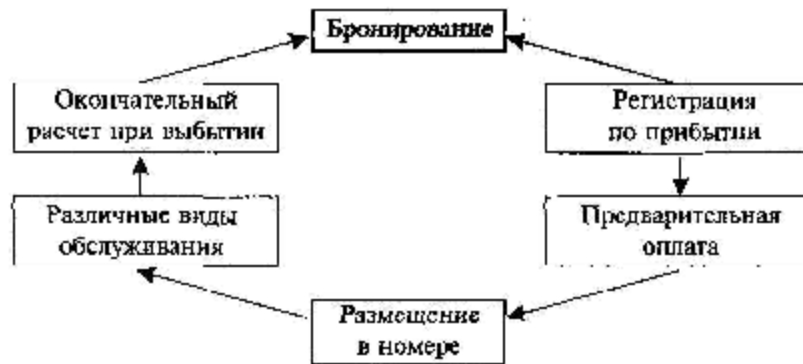 Бронирование
Окончательный
расчет при выбытии
Регистрация
по прибытии
Различные виды
обслуживания
Предварительная
оплата
Размещение
в номере